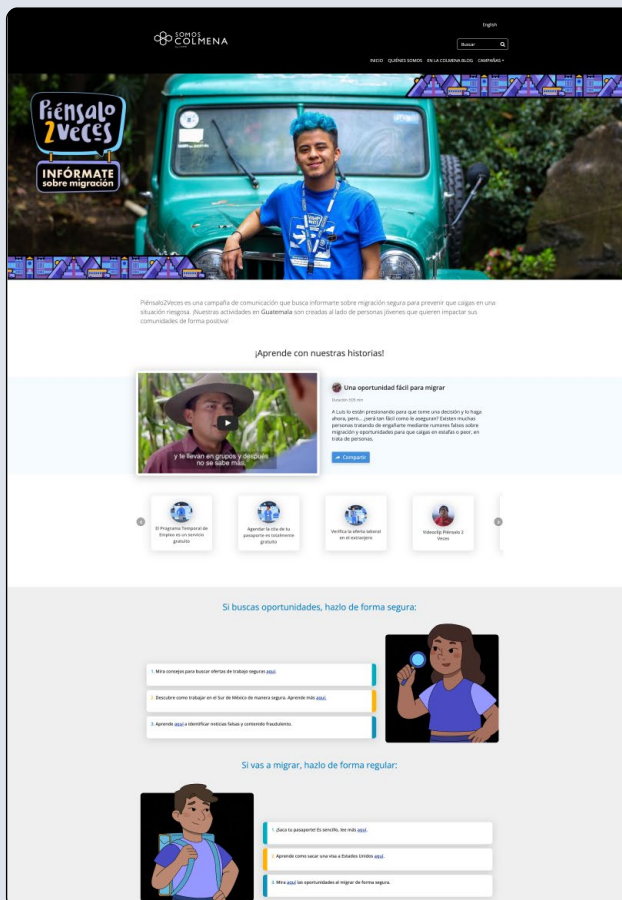 English
SOMOS
COLMENA
Buscar
INICIO QUIÉNES SOMOS EN LA COLMENA BLOG CAMPAÑAS
Piénsalo
2Veces
INFÓRMATE
sobre migración
Piénsalo2Veces es una campaña de comunicación que busca informarte sobre migración segura para prevenir que caigas en una
situación riesgosa. ¡Nuestras actividades en Guatemala son creadas al lado de personas jóvenes que quieren impactar sus
comunidades de forma positiva!
¡Aprende con nuestras historias!
y te llevan en grupos y después
no se sabe más.
Una oportunidad fácil para migrar
A Luis lo están presionando para que tome una decisión y lo haga
ahora, pero... ¿será tan fácil como le aseguran? Existen muchas
personas tratando de engañarte mediante rumores falsos sobre
migración y oportunidades para que caigas en estafas o peor, en
trata de personas.
Compartir
El Programa Temporal de
Empleo es un servicio
gratuito
Agendar la cita de tu
pasaporte es totalmente
gratuito
Verifica la oferta laboral
en el extranjero
Videoclip Piénsalo 2
Veces
Si buscas oportunidades, hazlo de forma segura:
1. Mira consejos para buscar ofertas de trabajo seguras aquí.
2. Descubre como trabajar en el Sur de México de manera segura. Aprende más aquí.
3. Aprende aquí a identificar noticias falsas y contenido fraudulento.
Si vas a migrar, hazlo de forma regular:
1. ¡Saca tu pasaporte! Es sencillo, lee más aquí.
2. Aprende como sacar una visa a Estados Unidos aquí.
3. Mira aquí las oportunidades al migrar de forma segura.